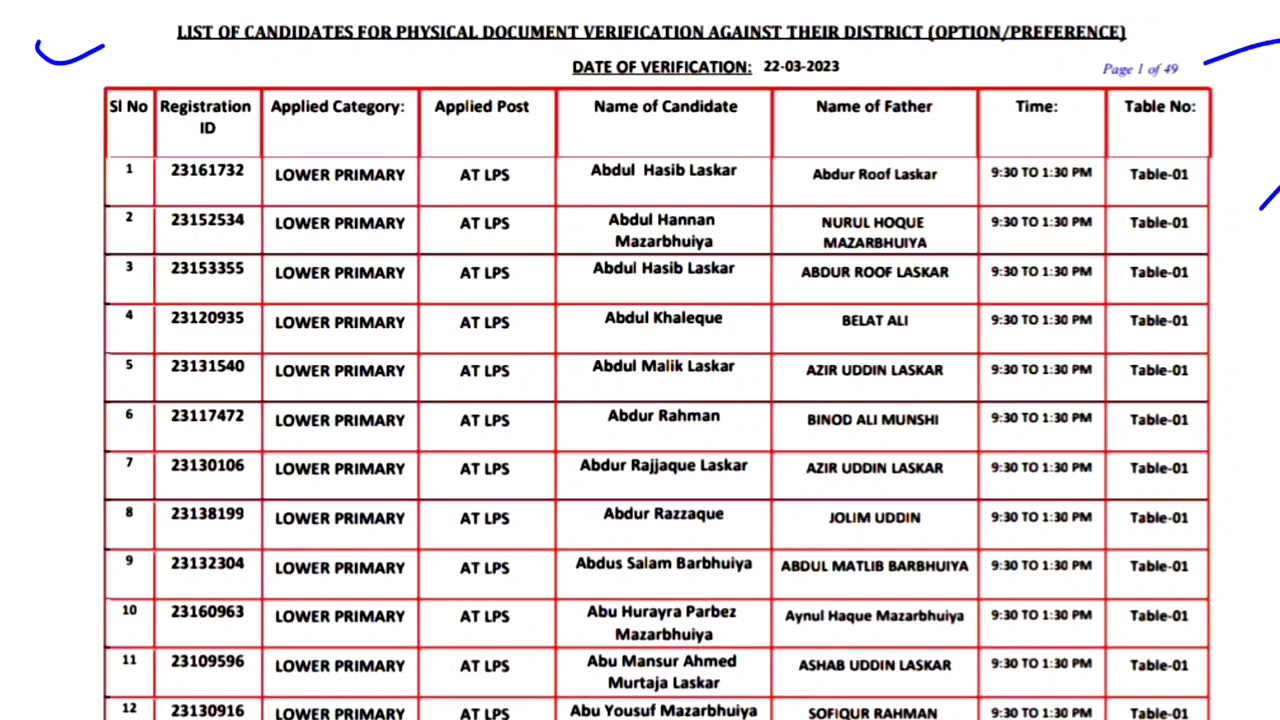 LIST OF CANDIDATES FOR PHYSICAL DOCUMENT VERIFICATION AGAINST THEIR DISTRICT (OPTION/PREFERENCE)
DATE OF VERIFICATION: 22-03-2023
Page 1 of 49
Sl No Registration ID Applied Category: Applied Post Name of Candidate Name of Father Time: Table No:
1 23161732 LOWER PRIMARY AT LPS Abdul Hasib Laskar Abdur Roof Laskar 9:30 TO 1:30 PM Table-01
2 23152534 LOWER PRIMARY AT LPS Abdul Hannan Mazarbhuiya NURUL HOQUE MAZARBHUIYA 9:30 TO 1:30 PM Table-01
3 23153355 LOWER PRIMARY AT LPS Abdul Hasib Laskar ABDUR ROOF LASKAR 9:30 TO 1:30 PM Table-01
4 23120935 LOWER PRIMARY AT LPS Abdul Khaleque BELAT ALI 9:30 TO 1:30 PM Table-01
5 23131540 LOWER PRIMARY AT LPS Abdul Malik Laskar AZIR UDDIN LASKAR 9:30 TO 1:30 PM Table-01
6 23117472 LOWER PRIMARY AT LPS Abdur Rahman BINOD ALI MUNSHI 9:30 TO 1:30 PM Table-01
7 23130106 LOWER PRIMARY AT LPS Abdur Rajjaque Laskar AZIR UDDIN LASKAR 9:30 TO 1:30 PM Table-01
8 23138199 LOWER PRIMARY AT LPS Abdur Razzaque JOLIM UDDIN 9:30 TO 1:30 PM Table-01
9 23132304 LOWER PRIMARY AT LPS Abdus Salam Barbhuiya ABDUL MATLIB BARBHUIYA 9:30 TO 1:30 PM Table-01
10 23160963 LOWER PRIMARY AT LPS Abu Hurayra Parbez Mazarbhuiya Aynul Haque Mazarbhuiya 9:30 TO 1:30 PM Table-01
11 23109596 LOWER PRIMARY AT LPS Abu Mansur Ahmed Murtaja Laskar ASHAB UDDIN LASKAR 9:30 TO 1:30 PM Table-01
12 23130916 LOWER PRIMARY AT LPS Abu Yousuf Mazarbhuiya SOFIQUR RAHMAN 9:30 TO 1:30 PM Table-01